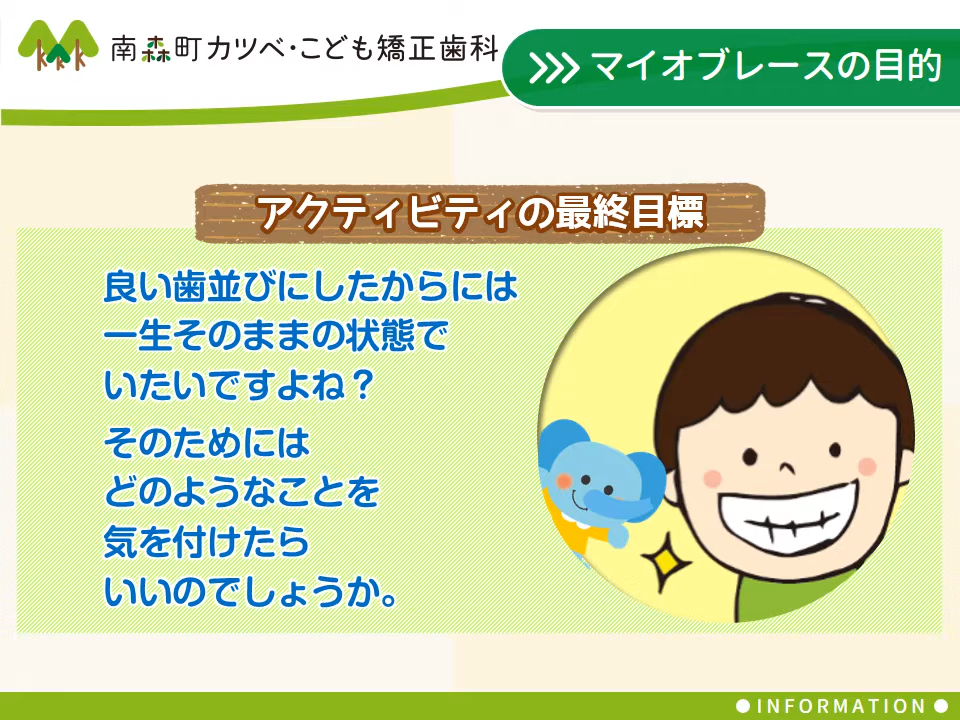 南森町カツベ・こども矯正歯科
マイオブレースの目的
アクティビティの最終目標
良い歯並びにしたからには
一生そのままの状態で
いたいですよね？
そのためには
どのようなことを
気を付けたら
いいのでしょうか。
●INFORMATION●